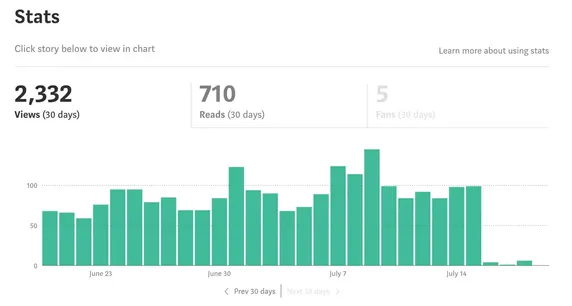 Stats
Click story below to view in chart
Learn more about using stats
2,332
Views (30 days)
710
Reads (30 days)
5
Fans (30 days)
100
50
0
June 23
June 30
July 7
July 14
Prev 30 days
Next 30 days